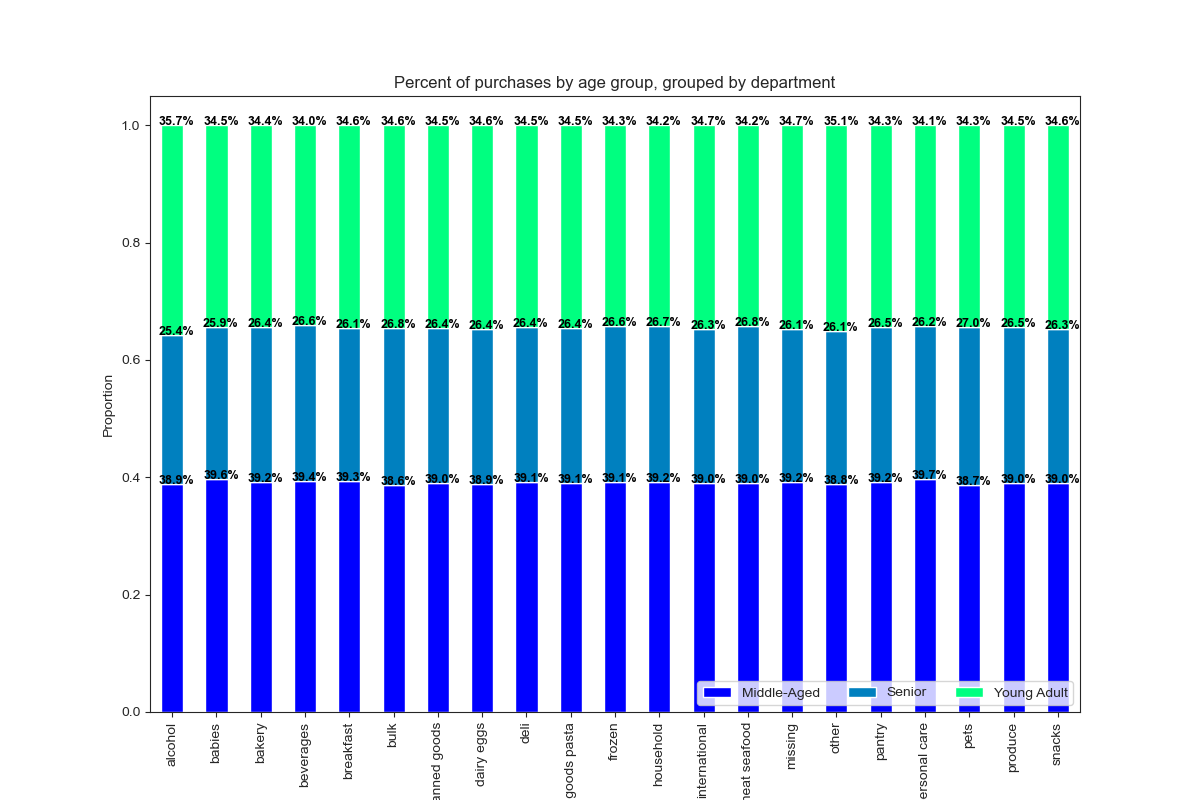 Percent of purchases by age group, grouped by department
35.7% 34.5% 34.4% 34.0% 34.6% 34.6% 34.5% 34.6% 34.5% 34.5% 34.3% 34.2% 34.7% 34.2% 34.7% 35.1% 34.3% 34.1% 34.3% 34.5% 34.6%
1.0
0.8
25.4% 25.9% 26.4% 26.6% 26.1% 26.8% 26.4% 26.4% 26.4% 26.4% 26.6% 26.7% 26.3% 26.8% 26.1% 26.1% 26.5% 26.2% 27.0% 26.5% 26.3%
0.6
Proportion
38.9% 39.6% 39.2% 39.4% 39.3% 38.6% 39.0% 38.9% 39.1% 39.1% 39.1% 39.2% 39.0% 39.0% 39.2% 38.8% 39.2% 39.7% 38.7% 39.0% 39.0%
0.4
0.2
Middle-Aged Senior Young Adult
0.0
alcohol
babies
bakery
beverages
breakfast
bulk
anned goods
dairy eggs
deli
goods pasta
frozen
household
international
neat seafood
missing
other
pantry
ersonal care
pets
produce
snacks